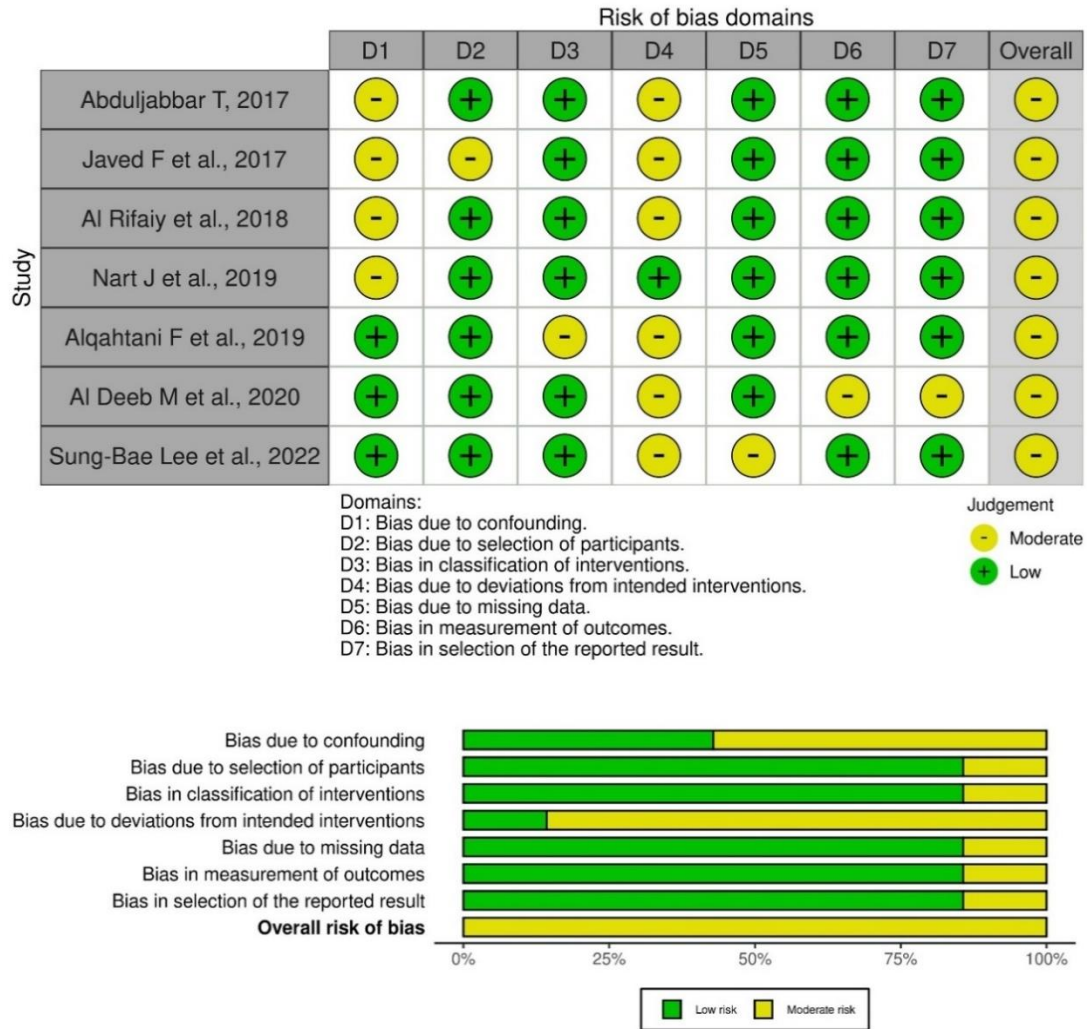 Risk of bias domains
D1 D2 D3 D4 D5 D6 D7 Overall
Study
Abduljabbar T, 2017 - + + - + + + -
Javed F et al., 2017 - - + - + + + -
Al Rifaiy et al., 2018 - + + - + + + -
Nart J et al., 2019 - + + + + + + -
Alqahtani F et al., 2019 + + - - + + + -
Al Deeb M et al., 2020 + + + - + - - -
Sung-Bae Lee et al., 2022 + + + - - + + -
Domains:
D1: Bias due to confounding.
D2: Bias due to selection of participants.
D3: Bias in classification of interventions.
D4: Bias due to deviations from intended interventions.
D5: Bias due to missing data.
D6: Bias in measurement of outcomes.
D7: Bias in selection of the reported result.
Judgement
- Moderate
+ Low
Bias due to confounding
Bias due to selection of participants
Bias in classification of interventions
Bias due to deviations from intended interventions
Bias due to missing data
Bias in measurement of outcomes
Bias in selection of the reported result
Overall risk of bias
0% 25% 50% 75% 100%
Low risk Moderate risk